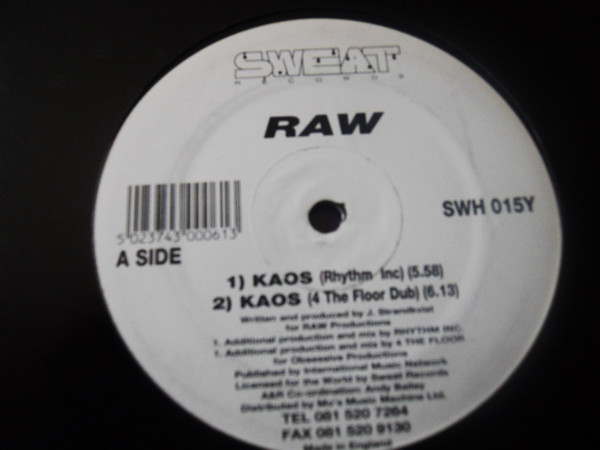 SWEAT
RECORDS
RAW
5 023743 000613
SWH 015Y
A SIDE
1) KAOS (Rhythm Inc) (5.58)
2) KAOS (4 The Floor Dub) (6.13)
Written and produced by J. Strandkvist
for RAW Productions
1. Additional production and mix by RHYTHM INC.
1. Additional production and mix by 4 THE FLOOR
for Obsessive Productions
Published by International Music Network
Licensed for the World by Sweat Records
A&R Co-ordination: Andy Bailey
Distributed by Mo's Music Machine Ltd.
TEL 081 520 7264
FAX 081 520 9130
Made in England